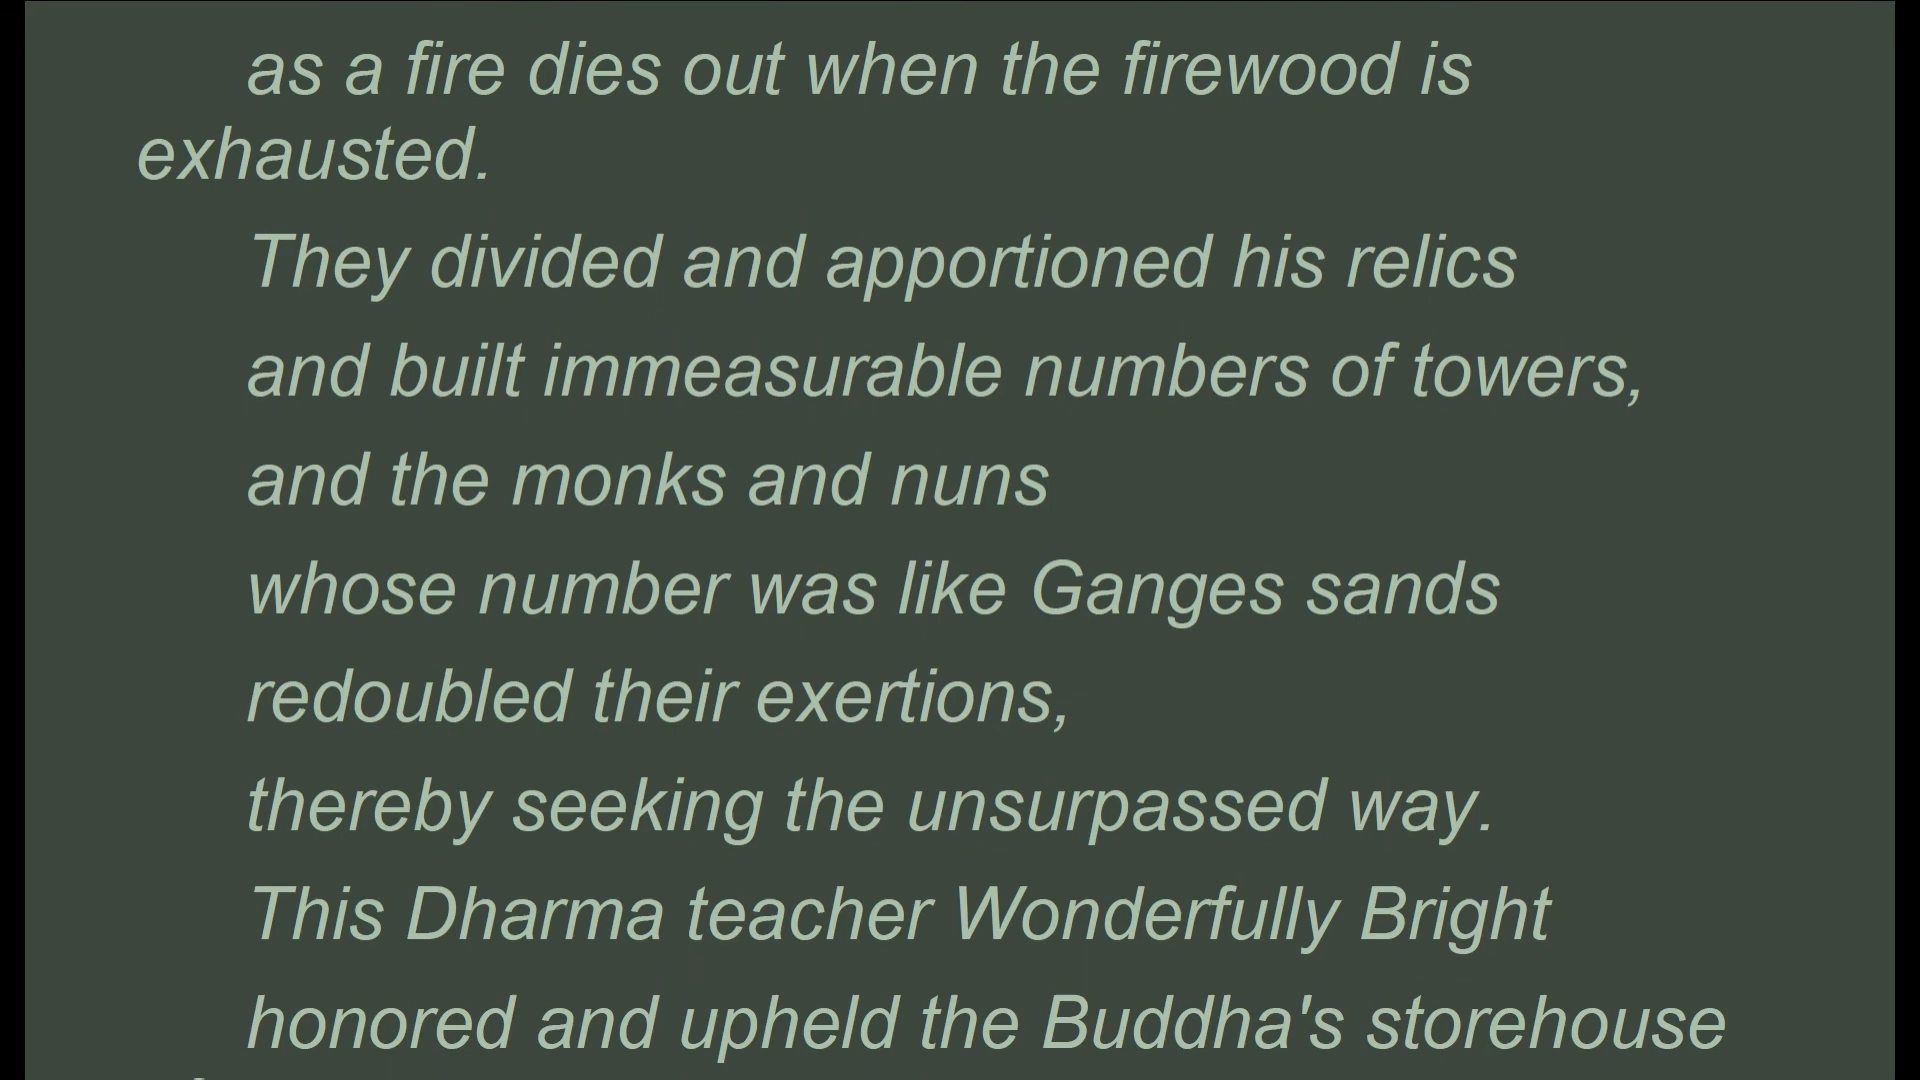 as a fire dies out when the firewood is
exhausted.
They divided and apportioned his relics
and built immeasurable numbers of towers,
and the monks and nuns
whose number was like Ganges sands
redoubled their exertions,
thereby seeking the unsurpassed way.
This Dharma teacher Wonderfully Bright
honored and upheld the Buddha's storehouse